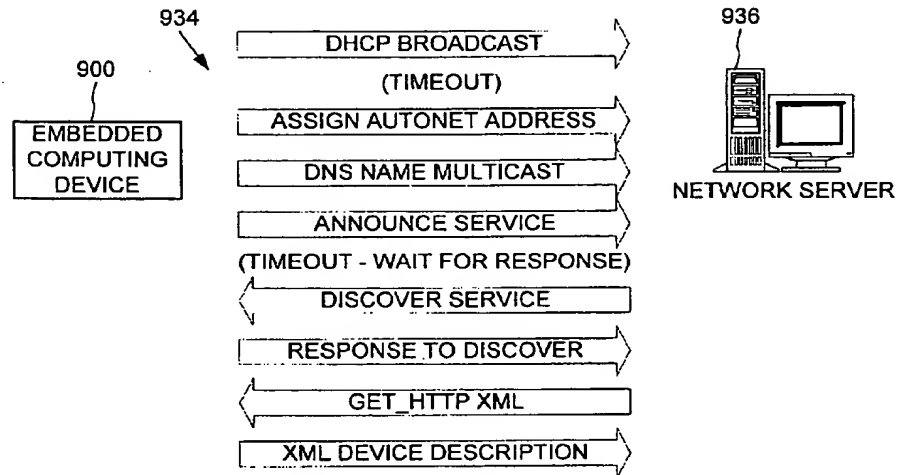 934
936
900
DHCP BROADCAST
(TIMEOUT)
ASSIGN AUTONET ADDRESS
EMBEDDED
COMPUTING
DEVICE
DNS NAME MULTICAST
NETWORK SERVER
ANNOUNCE SERVICE
(TIMEOUT - WAIT FOR RESPONSE)
DISCOVER SERVICE
RESPONSE TO DISCOVER
GET_HTTP XML
XML DEVICE DESCRIPTION